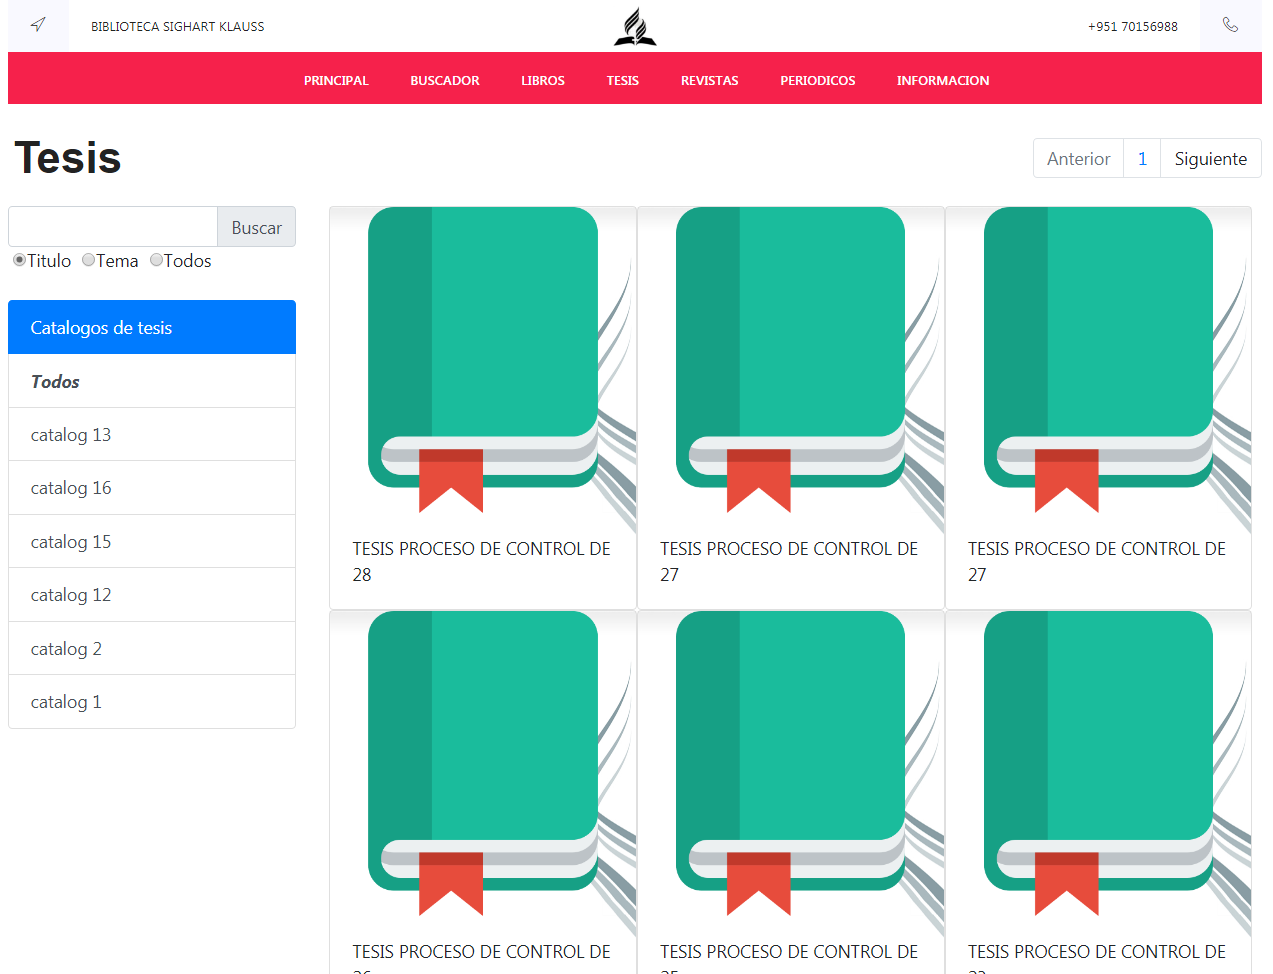 BIBLIOTECA SIGHART KLAUSS
+951 70156988
PRINCIPAL BUSCADOR LIBROS TESIS REVISTAS PERIODICOS INFORMACION
Tesis
Anterior 1 Siguiente
Buscar
Titulo Tema Todos
Catalogos de tesis
Todos
catalog 13
catalog 16
catalog 15
catalog 12
catalog 2
catalog 1
TESIS PROCESO DE CONTROL DE
28
TESIS PROCESO DE CONTROL DE
27
TESIS PROCESO DE CONTROL DE
27
TESIS PROCESO DE CONTROL DE
TESIS PROCESO DE CONTROL DE
TESIS PROCESO DE CONTROL DE